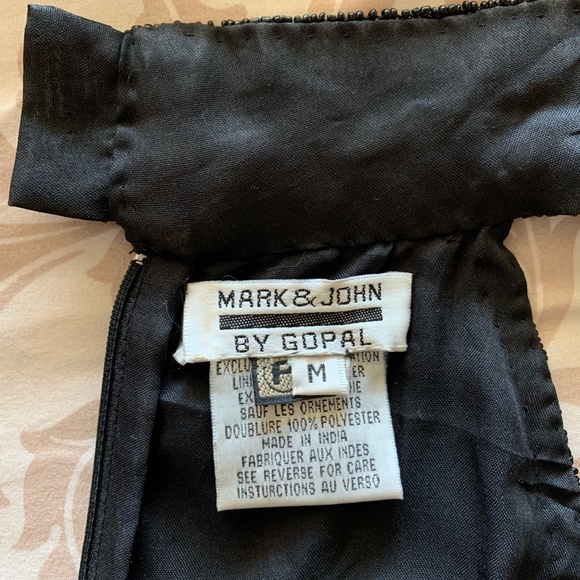 MARK & JOHN
BY GOPAL
G M
SAUF LES ORNEMENTS
DOUBLURE 100% POLYESTER
MADE IN INDIA
FABRIQUER AUX INDES
SEE REVERSE FOR CARE
INSTURCTIONS AU VERSO